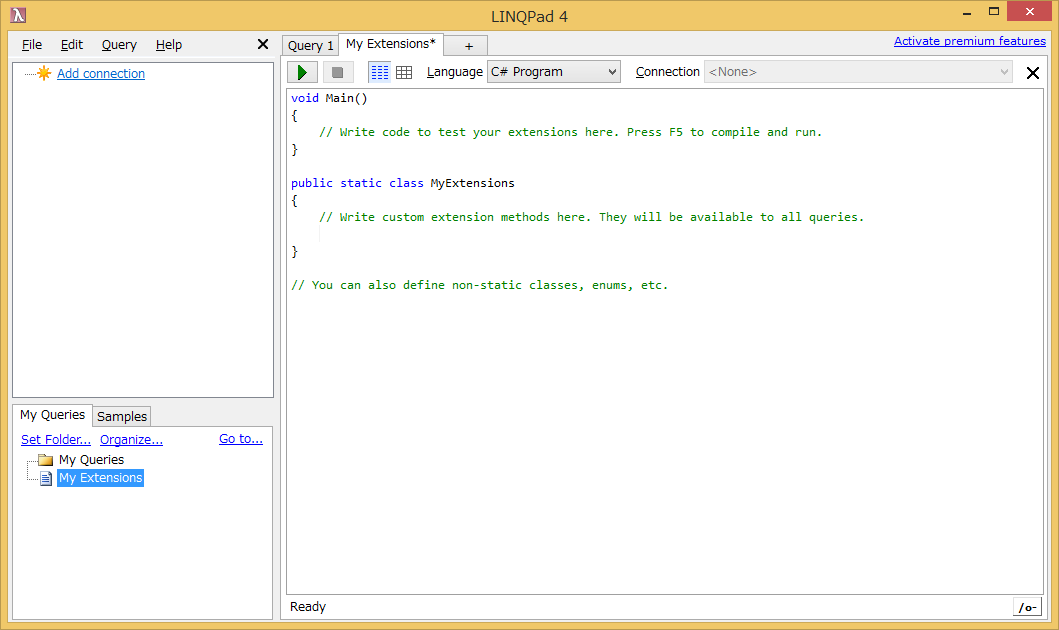 LINQPad 4
File Edit Query Help
Query 1 My Extensions* +
Activate premium features
Add connection
Language C# Program Connection <None>
void Main()
{
// Write code to test your extensions here. Press F5 to compile and run.
}
public static class MyExtensions
{
// Write custom extension methods here. They will be available to all queries.
}
// You can also define non-static classes, enums, etc.
My Queries Samples
Set Folder... Organize... Go to...
My Queries
My Extensions
Ready
/o-